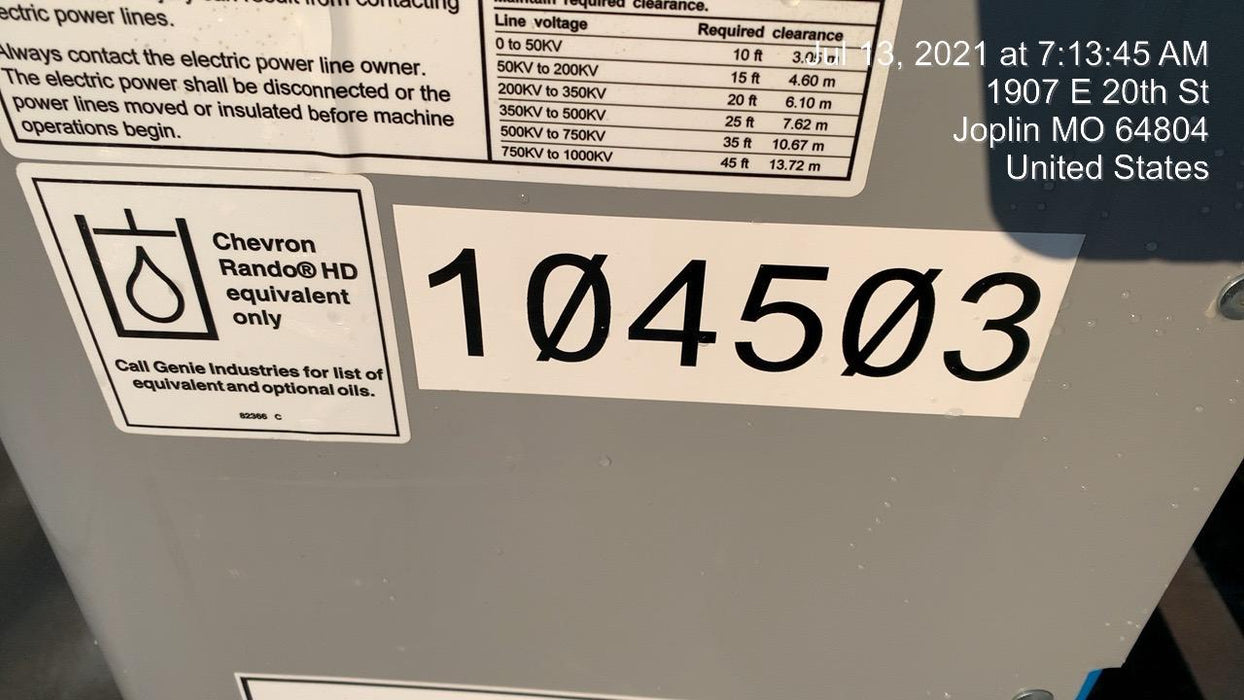 contacting
electric power lines.
Always contact the electric power line owner.
The electric power shall be disconnected or the
power lines moved or insulated before machine
operations begin.
required clearance.
Line voltage Required clearance
0 to 50KV 10 ft
50KV to 200KV 15 ft 4.60 m
200KV to 350KV 20 ft 6.10 m
350KV to 500KV 25 ft 7.62 m
500KV to 750KV 35 ft 10.67 m
750KV to 1000KV 45 ft 13.72 m
Jul 13, 2021 at 7:13:45 AM
1907 E 20th St
Joplin MO 64804
United States
Chevron
Rando® HD
equivalent
only
Call Genie Industries for list of
equivalent and optional oils.
82366 C
1Ø45Ø3